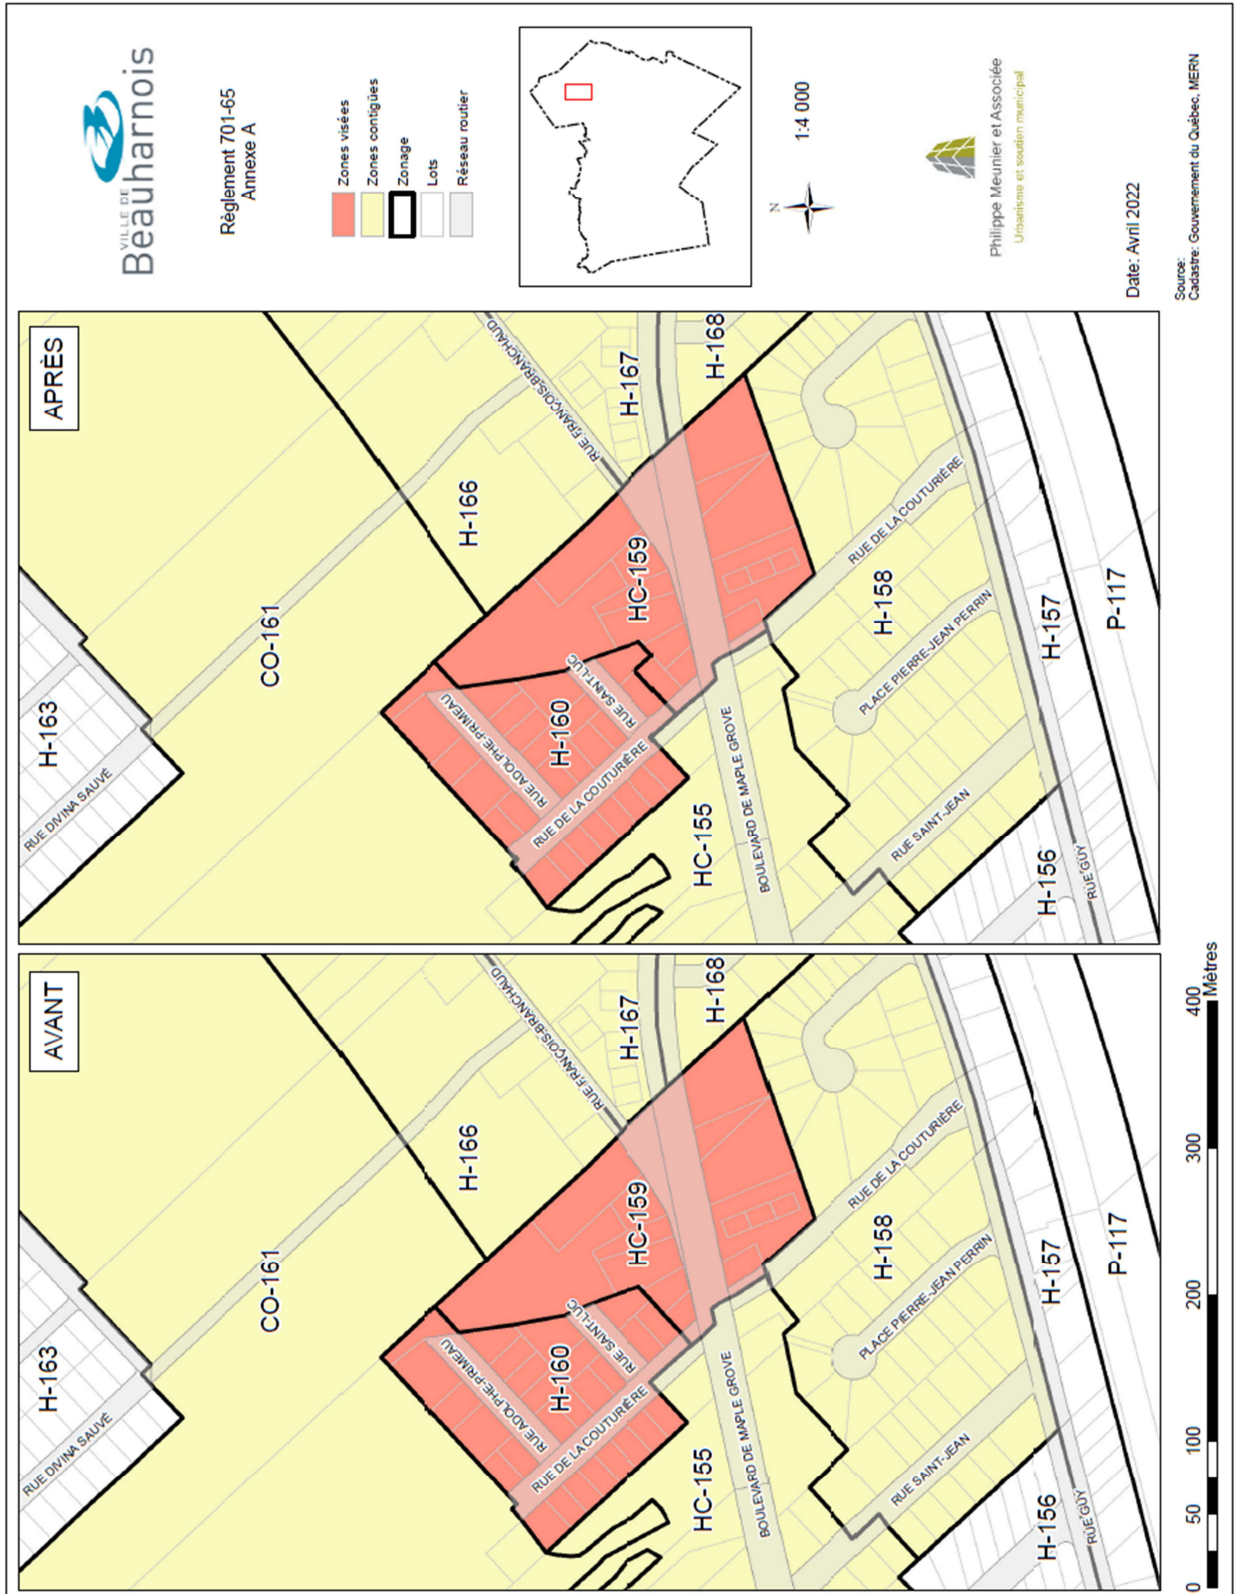 VILLE DE
Beauharnois
Règlement 701-65
Annexe A
Zones visées
Zones contigües
Zonage
Lots
Réseau routier
N
1:4 000
Philippe Meunier et Associée
Urbanisme et soutien municipal
Date: Avril 2022
Source:
Cadastre: Gouvernement du Québec, MERN
AVANT
H-163
RUE DIVINA SAUVÉ
CO-161
H-166
RUE FRANÇOIS-BRANCHAUD
H-167
H-168
RUE ADOLPHE-PRIMEAU
H-160
RUE SAINT-LUC
HC-159
RUE DE LA COUTURIÈRE
HC-155
BOULEVARD DE MAPLE GROVE
RUE DE LA COUTURIÈRE
H-158
PLACE PIERRE-JEAN PERRIN
RUE SAINT-JEAN
H-156
RUE GUY
H-157
P-117
APRÈS
H-163
RUE DIVINA SAUVÉ
CO-161
H-166
RUE FRANÇOIS-BRANCHAUD
H-167
H-168
RUE ADOLPHE-PRIMEAU
H-160
RUE SAINT-LUC
HC-159
RUE DE LA COUTURIÈRE
HC-155
BOULEVARD DE MAPLE GROVE
RUE DE LA COUTURIÈRE
H-158
PLACE PIERRE-JEAN PERRIN
RUE SAINT-JEAN
H-156
RUE GUY
H-157
P-117
0 50 100 200 300 400
Mètres